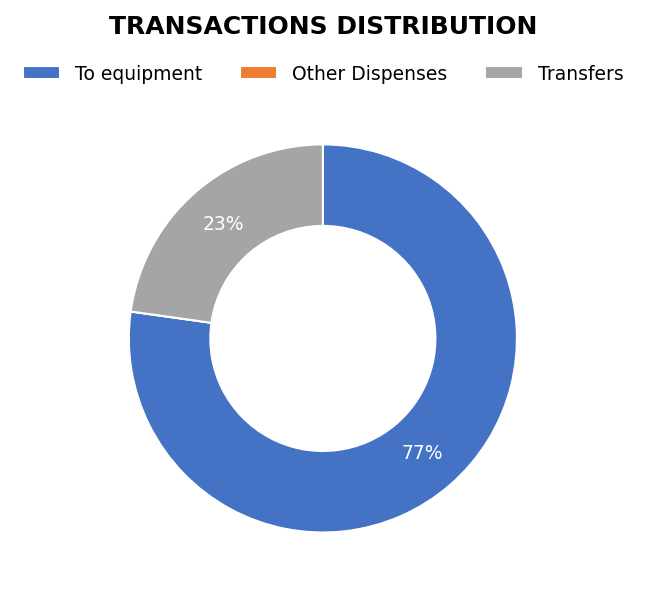 TRANSACTIONS DISTRIBUTION
To equipment Other Dispenses Transfers
23%
77%